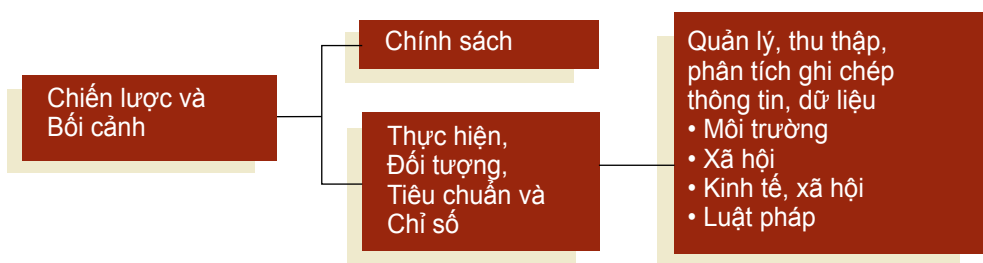 Chiến lược và
Bối cảnh
Chính sách
Thực hiện,
Đối tượng,
Tiêu chuẩn và
Chỉ số
Quản lý, thu thập,
phân tích ghi chép
thông tin, dữ liệu
• Môi trường
• Xã hội
• Kinh tế, xã hội
• Luật pháp